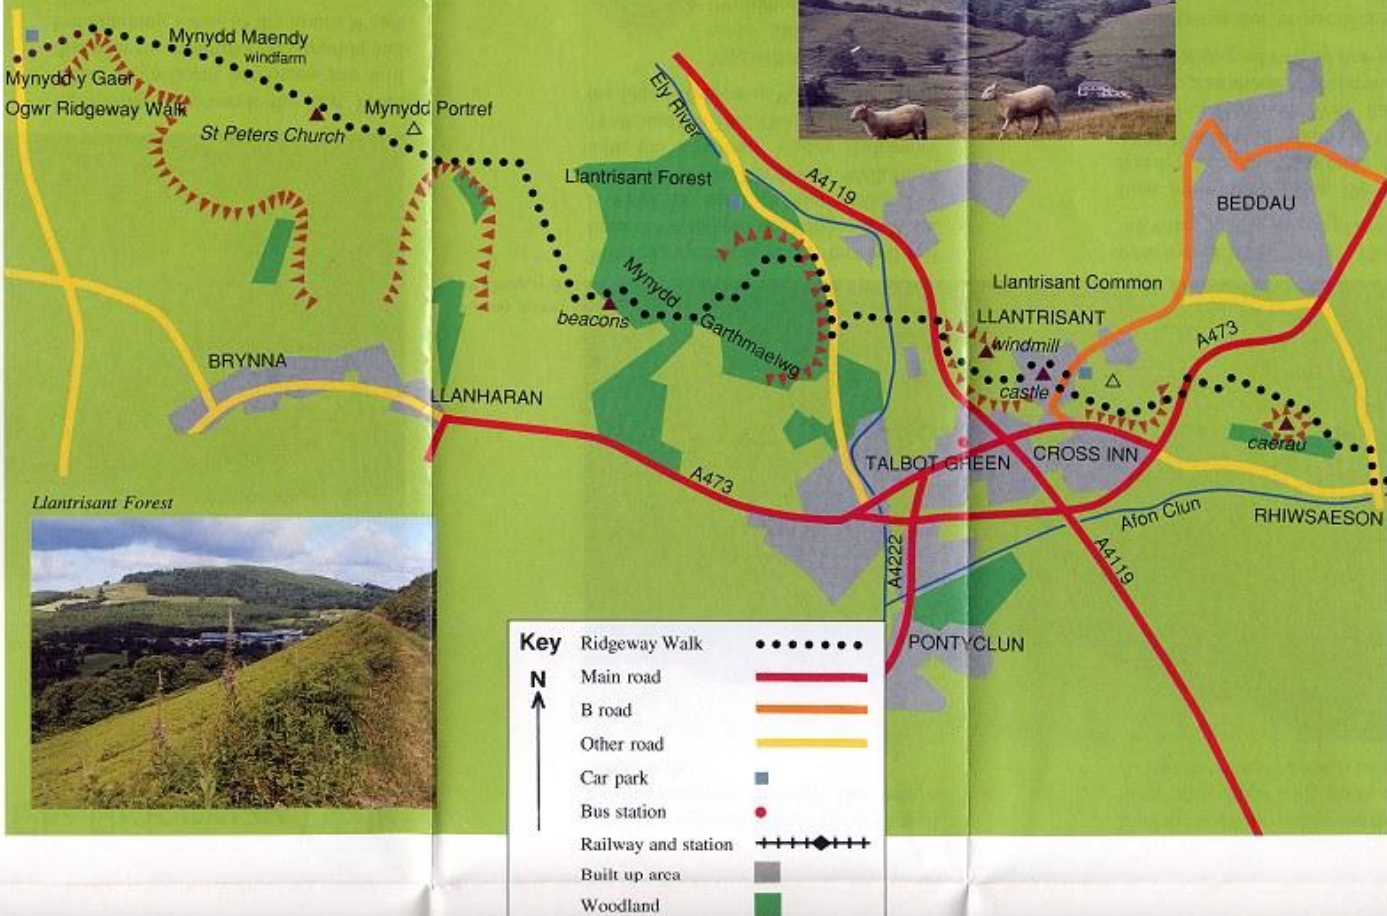 Mynydd Maendy
windfarm
Mynydd y Gaer
Ogwr Ridgeway Walk
St Peters Church
Mynydd Portref
Ely River
Llantrisant Forest
A4119
BEDDAU
Mynydd
Garthmaelwg
beacons
Llantrisant Common
LLANTRISANT
windmill
castle
A473
BRYNNA
LLANHARAN
A473
TALBOT GREEN
CROSS INN
caerau
Afon Clun
RHIWSAESON
A4222
A4119
PONTYCLUN
Llantrisant Forest
Key
N
Ridgeway Walk
Main road
B road
Other road
Car park
Bus station
Railway and station
Built up area
Woodland